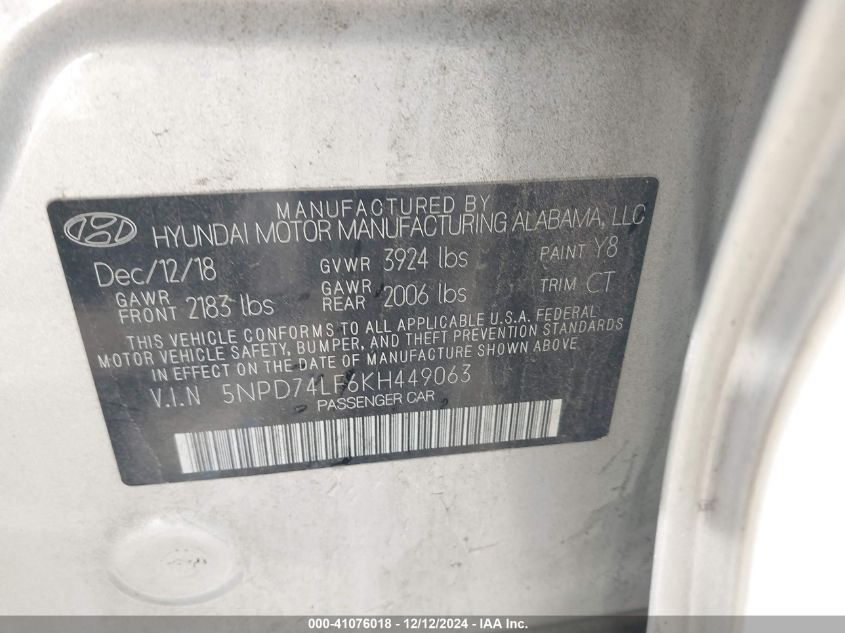 MANUFACTURED BY
HYUNDAI MOTOR MANUFACTURING ALABAMA, LLC
Dec/12/18 GVWR 3924 lbs PAINT Y8
GAWR FRONT 2183 lbs GAWR REAR 2006 lbs TRIM CT
THIS VEHICLE CONFORMS TO ALL APPLICABLE U.S.A. FEDERAL
MOTOR VEHICLE SAFETY, BUMPER, AND THEFT PREVENTION STANDARDS
IN EFFECT ON THE DATE OF MANUFACTURE SHOWN ABOVE.
V.I.N 5NPD74LF6KH449063
PASSENGER CAR
000-41076018 - 12/12/2024 - IAA Inc.